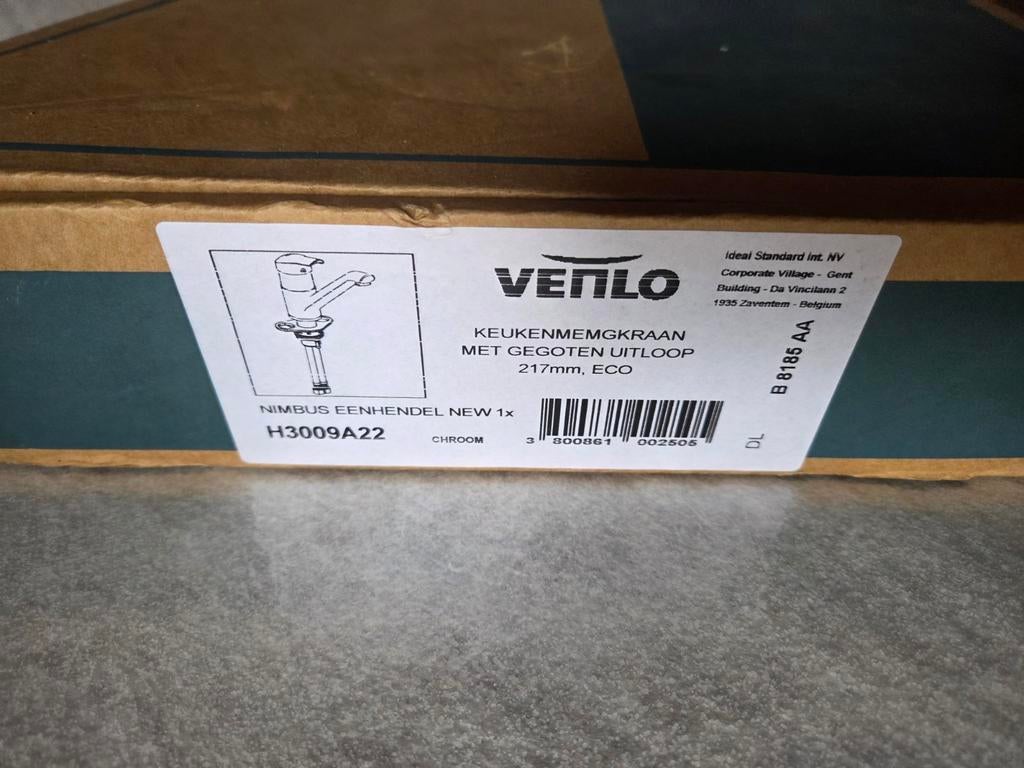 VENLO
Ideal Standard int. NV
Corporate Village - Gent
Building - Da Vincilann 2
1935 Zaventem - Belgium
KEUKENMEMGKRAAN
MET GEGOTEN UITLOOP
217mm, ECO
B 8185 AA
NIMBUS EENHENDEL NEW 1x
H3009A22
CHROOM
3 800861 002505
DL